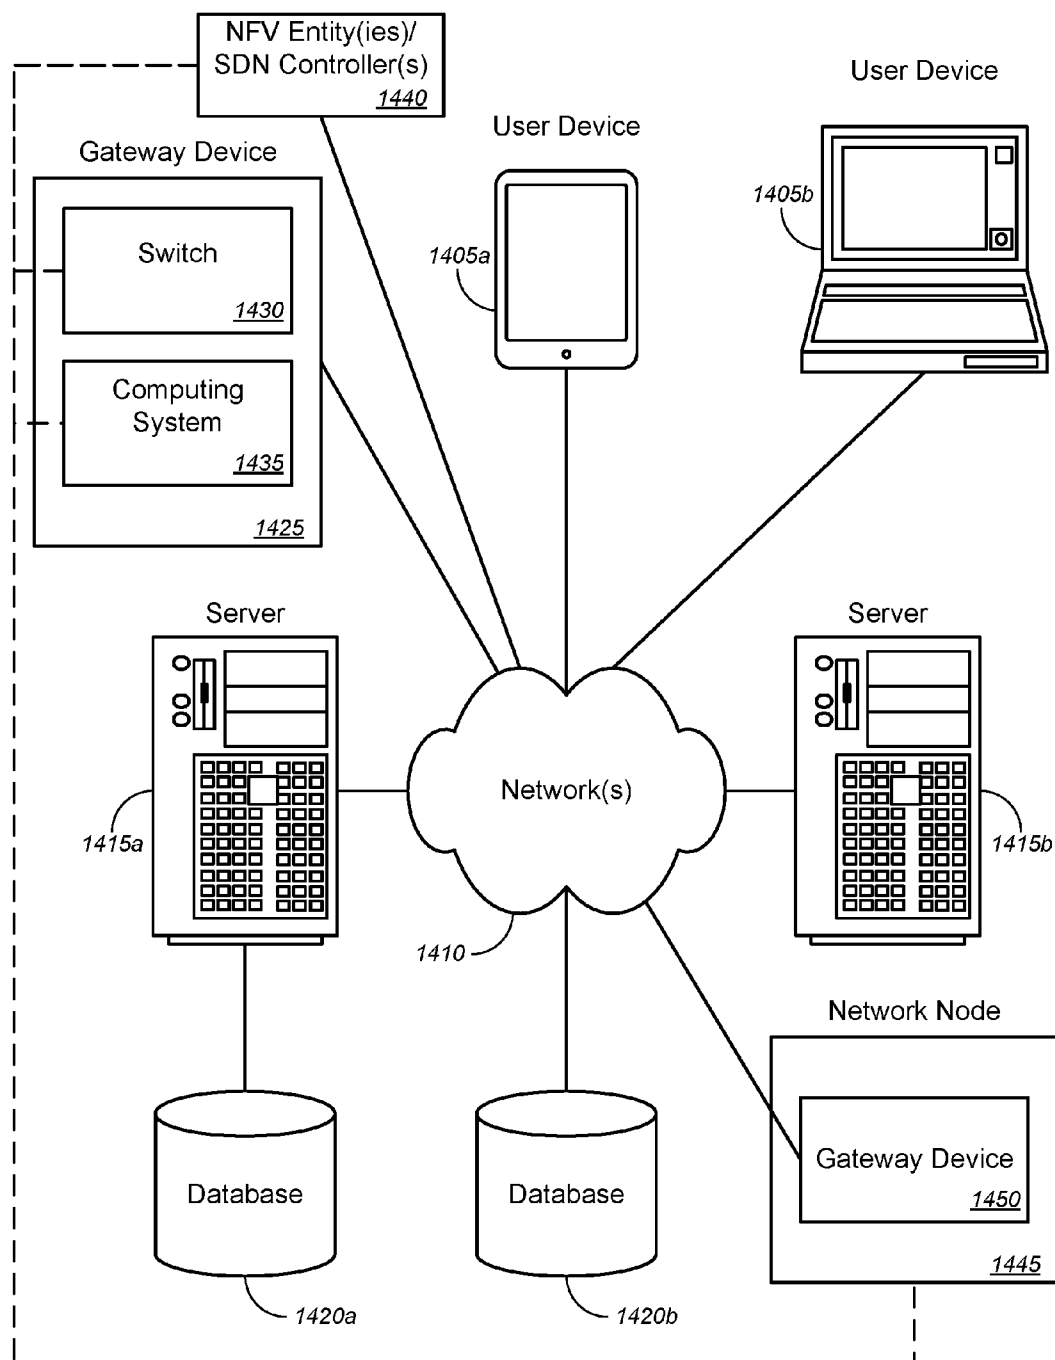 NFV Entity(ies)/
SDN Controller(s)
1440
User Device
User Device
Gateway Device
Switch
1430
Computing
System
1435
1425
1405a
1405b
Server
Server
Network(s)
1415a
1415b
1410
Network Node
Gateway Device
1450
1445
Database
Database
1420a
1420b